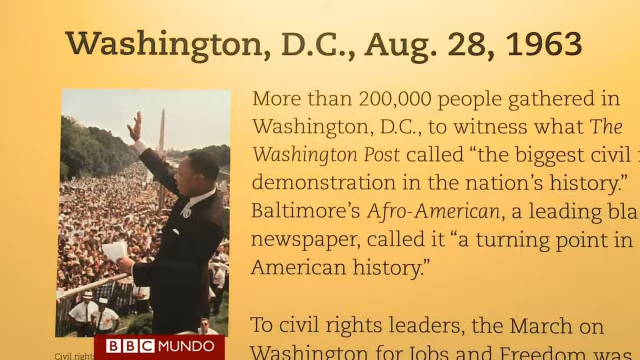 Washington, D.C., Aug. 28, 1963
More than 200,000 people gathered in
Washington, D.C., to witness what The
Washington Post called “the biggest civil
demonstration in the nation’s history.”
Baltimore’s Afro-American, a leading
newspaper, called it “a turning point in
American history.”
To civil rights leaders, the March on
Washington for Jobs and Freedom was
Civil rights
BBC MUNDO